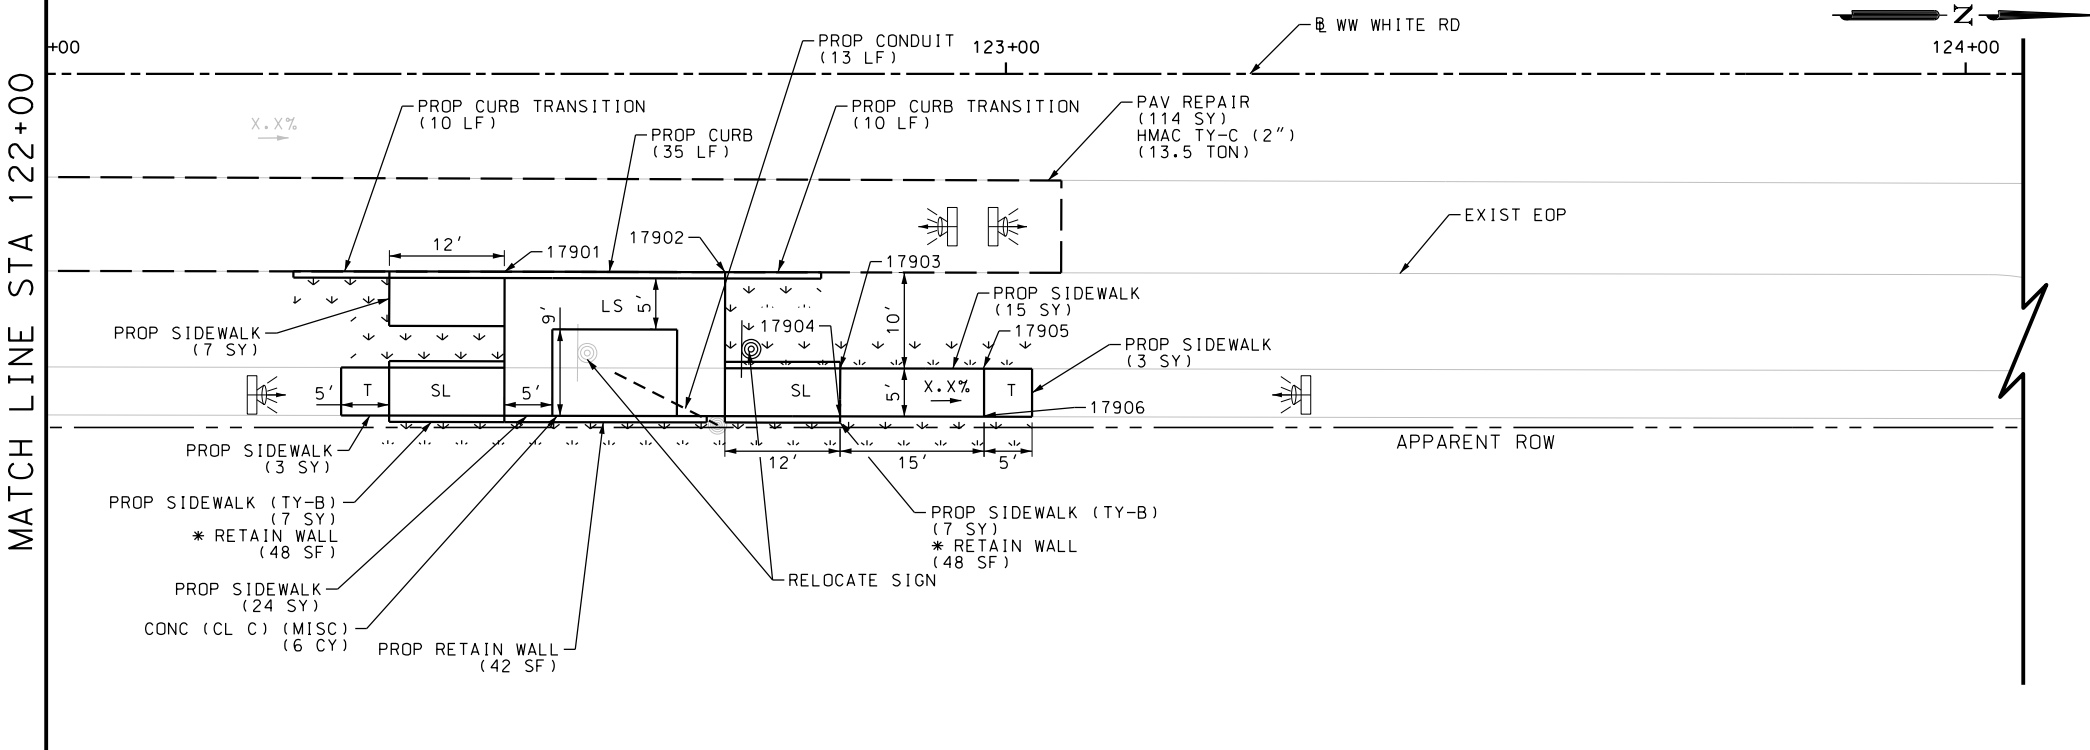 MATCH LINE STA 122+00
+00
123+00
124+00
N
℄ WW WHITE RD
PROP CONDUIT
(13 LF)
X.X%
PROP CURB TRANSITION
(10 LF)
PROP CURB
(35 LF)
PROP CURB TRANSITION
(10 LF)
PAV REPAIR
(114 SY)
HMAC TY-C (2")
(13.5 TON)
EXIST EOP
12'
17901
17902
17903
PROP SIDEWALK
(7 SY)
LS
5'
9'
17904
10'
PROP SIDEWALK
(15 SY)
17905
PROP SIDEWALK
(3 SY)
5'
T
SL
5'
SL
5'
X.X%
T
17906
APPARENT ROW
12'
15'
5'
PROP SIDEWALK
(3 SY)
PROP SIDEWALK (TY-B)
(7 SY)
* RETAIN WALL
(48 SF)
PROP SIDEWALK (TY-B)
(7 SY)
* RETAIN WALL
(48 SF)
RELOCATE SIGN
PROP SIDEWALK
(24 SY)
CONC (CL C) (MISC)
(6 CY)
PROP RETAIN WALL
(42 SF)